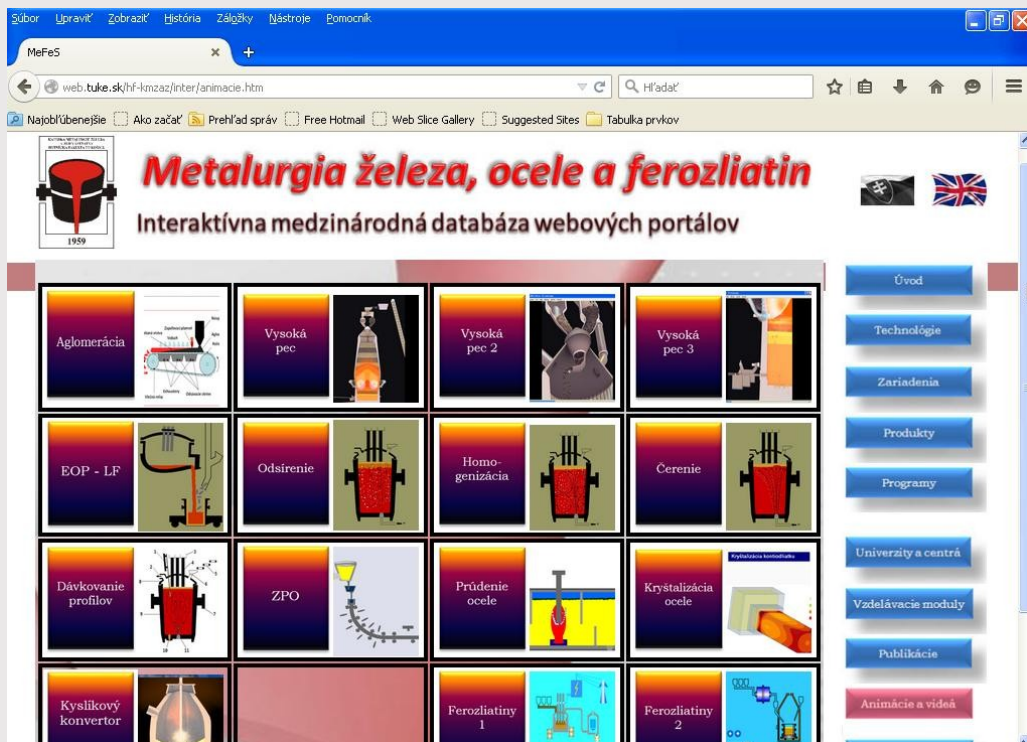 Súbor Upraviť Zobraziť História Záložky Nástroje Pomocník
MeFeS
web.tuke.sk/hf-kmzaz/inter/animacie.htm
Hľadať
Najobľúbenejšie Ako začať Prehľad správ Free Hotmail Web Slice Gallery Suggested Sites Tabulka prvkov
Metalurgia železa, ocele a ferozliatin
Interaktívna medzinárodná databáza webových portálov
1959
Aglomerácia
Vysoká
pec
Vysoká
pec 2
Vysoká
pec 3
EOP - LF
Odsírenie
Homo-
genizácia
Čerenie
Dávkovanie
profilov
ZPO
Prúdenie
ocele
Kryštalizácia
ocele
Kyslíkový
konvertor
Ferozliatiny
1
Ferozliatiny
2
Úvod
Technológie
Zariadenia
Produkty
Programy
Univerzity a centrá
Vzdelávacie moduly
Publikácie
Animácie a videá